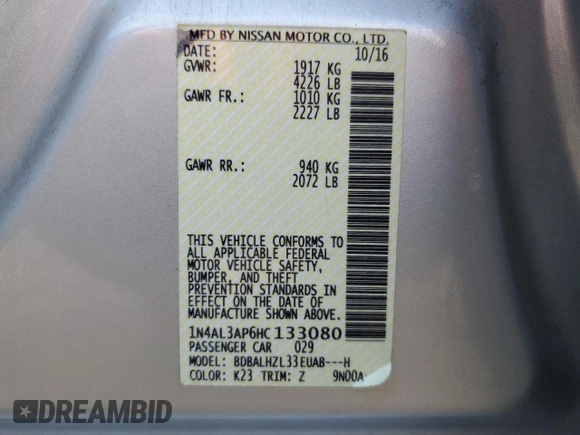 MFD BY NISSAN MOTOR CO., LTD.
DATE: 10/16
GVWR: 1917 KG
4226 LB
GAWR FR.: 1010 KG
2227 LB
GAWR RR.: 940 KG
2072 LB
THIS VEHICLE CONFORMS TO
ALL APPLICABLE FEDERAL
MOTOR VEHICLE SAFETY,
BUMPER, AND THEFT
PREVENTION STANDARDS IN
EFFECT ON THE DATE OF
MANUFACTURE SHOWN ABOVE.
1N4AL3AP6HC133080
PASSENGER CAR 029
MODEL: BDBALHZL33EUAB---H
COLOR: K23 TRIM: Z 9N00A
DREAMBID